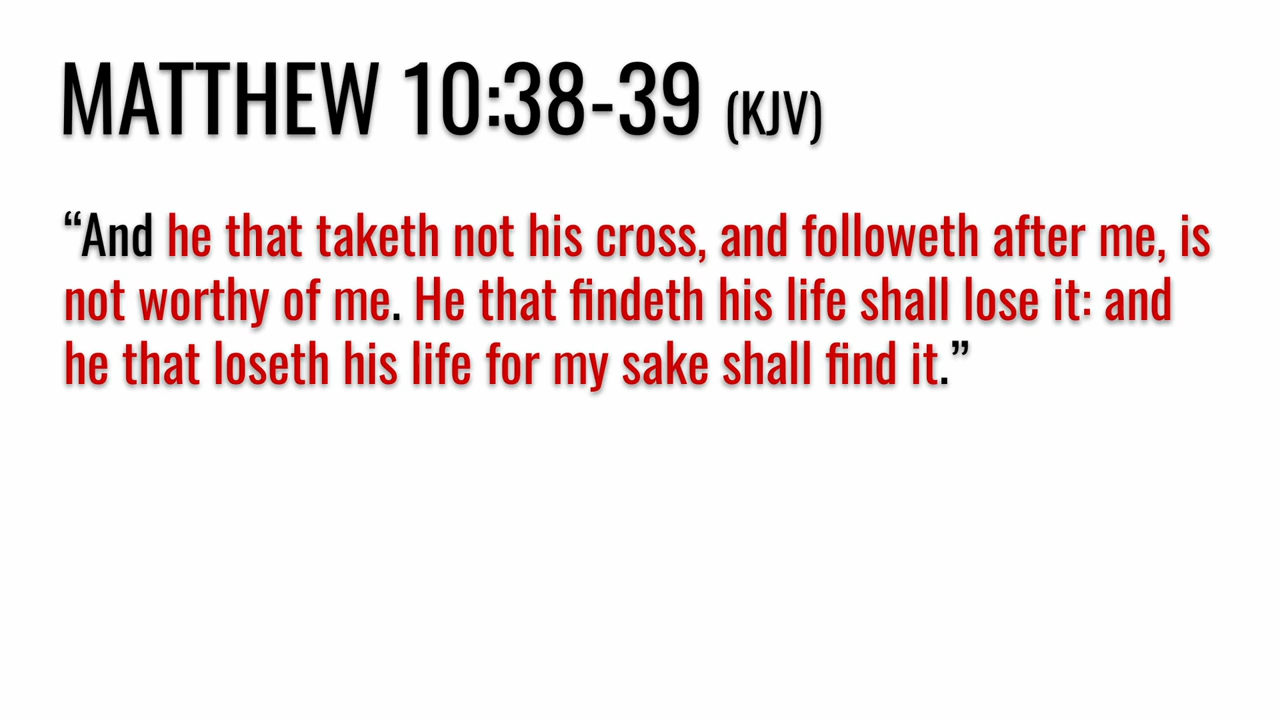 MATTHEW 10:38-39 (KJV)
“And he that taketh not his cross, and followeth after me, is
not worthy of me. He that findeth his life shall lose it: and
he that loseth his life for my sake shall find it.”